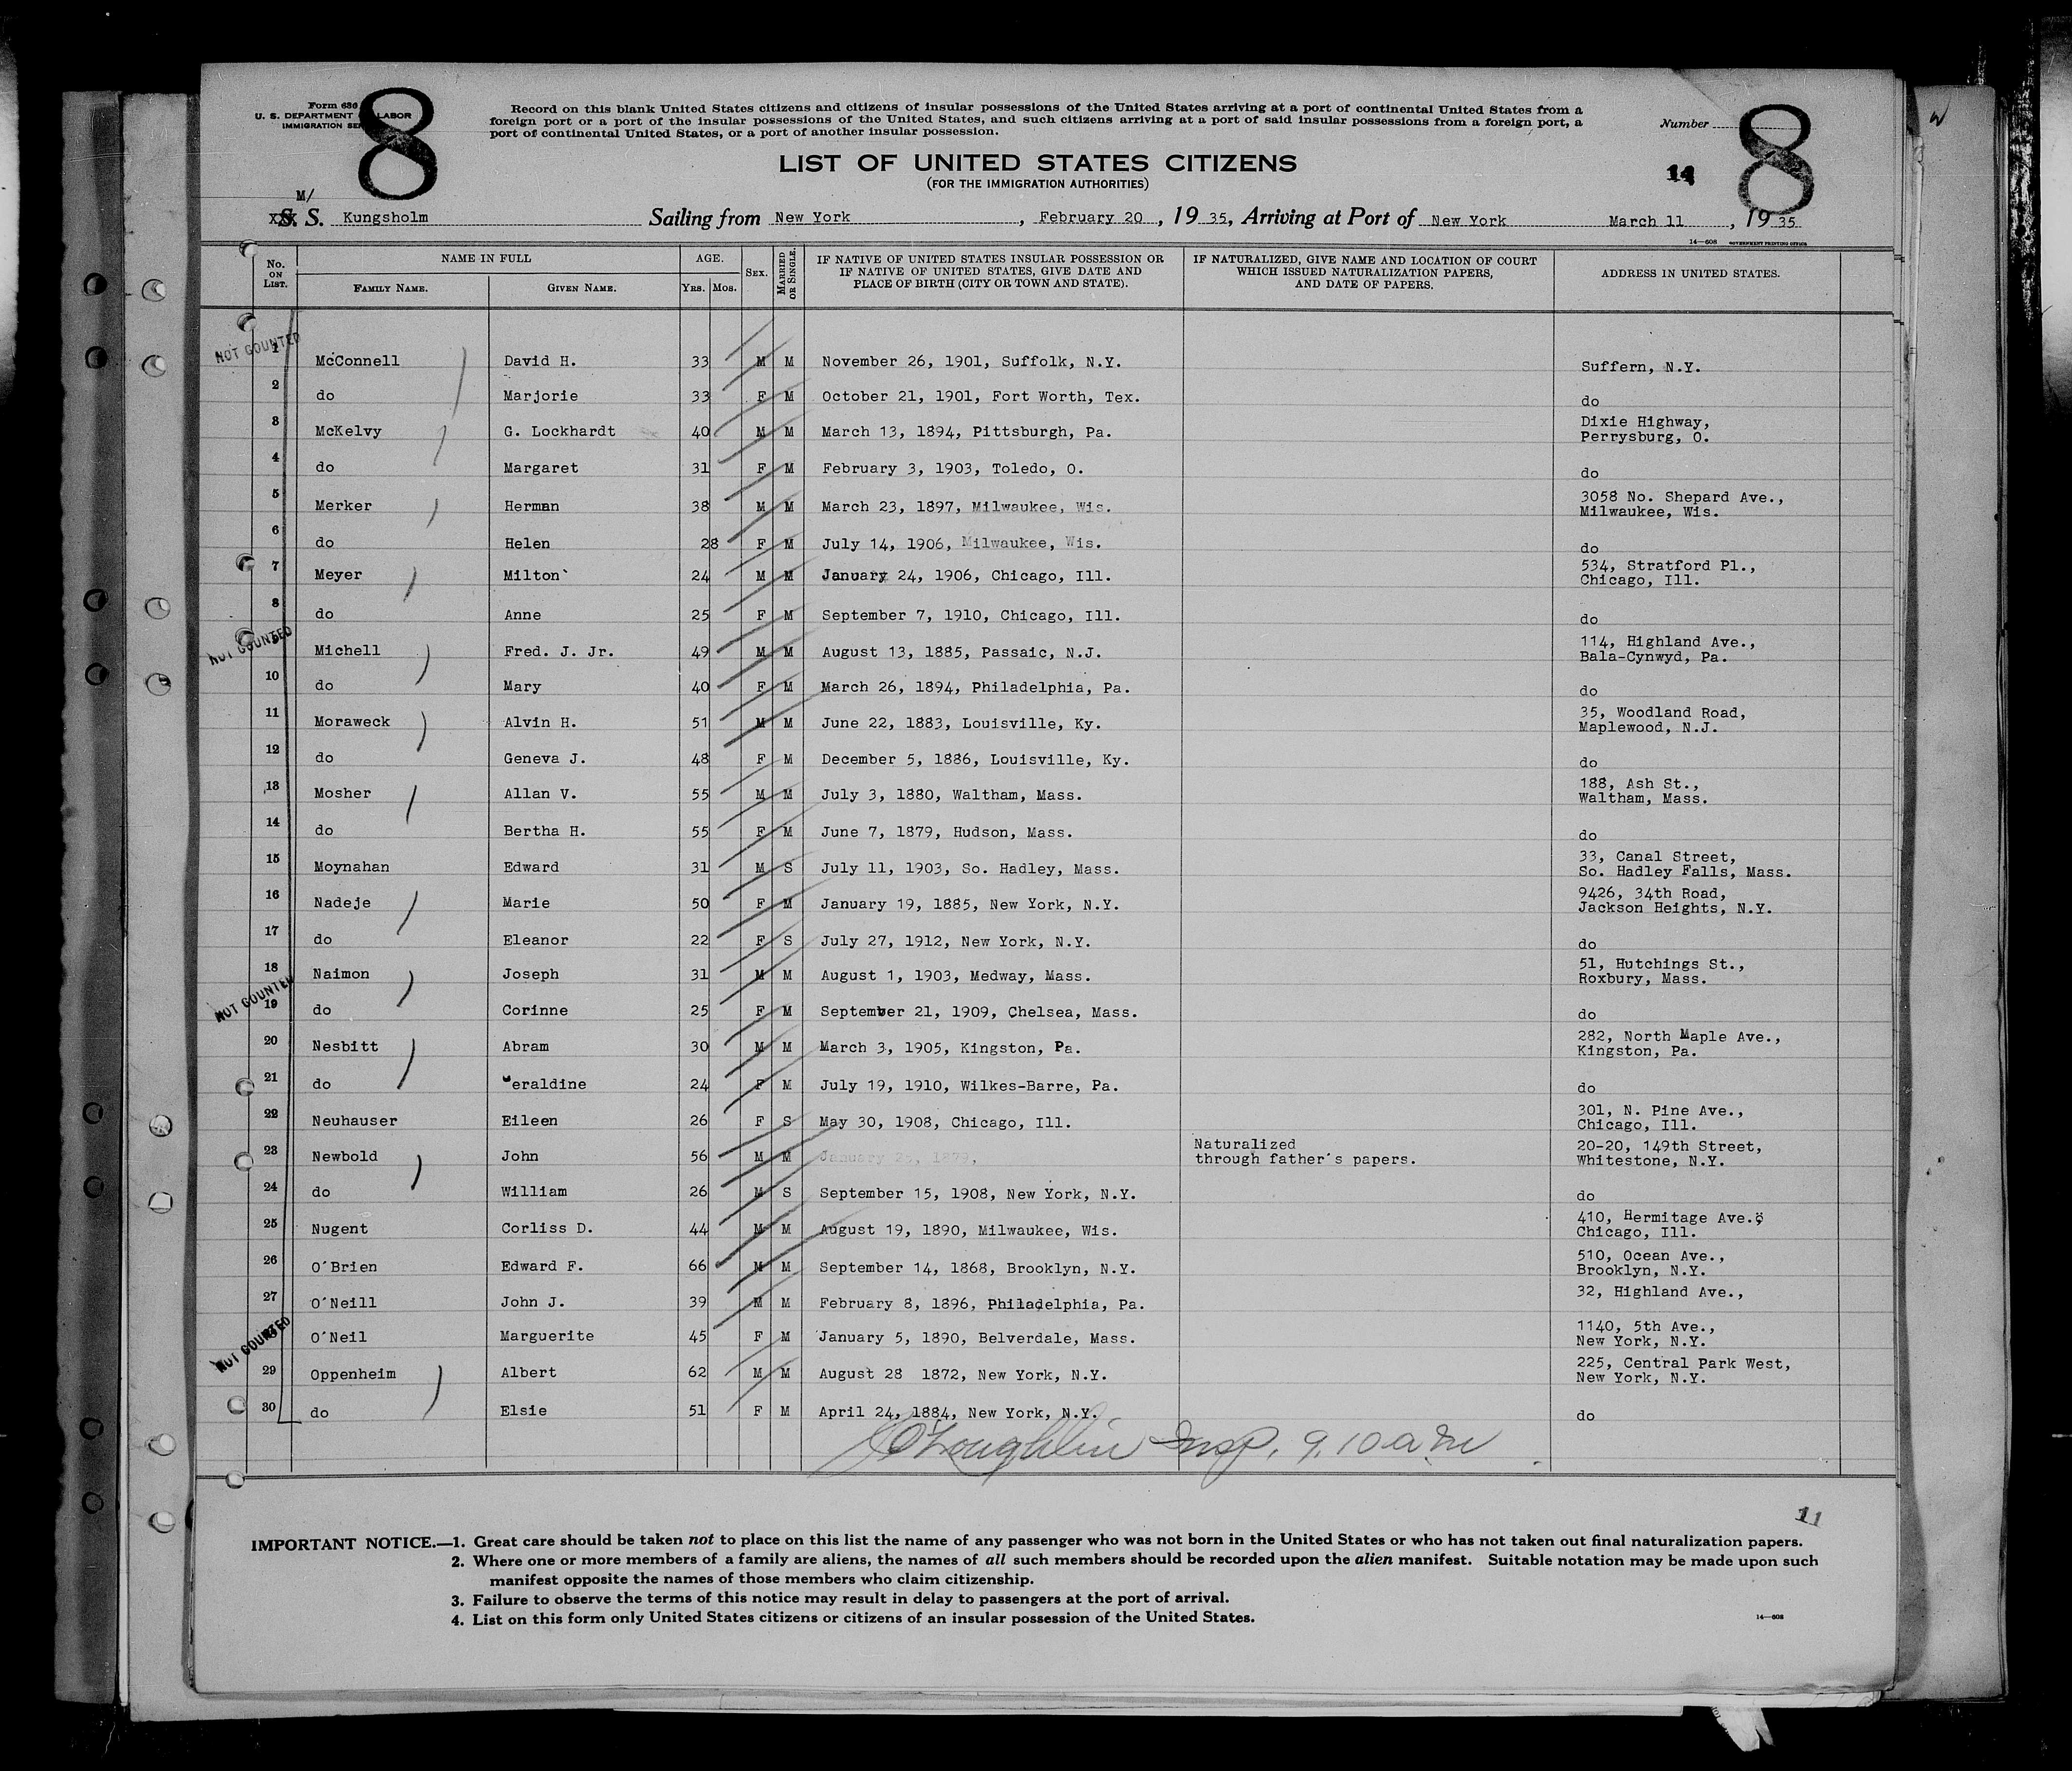 Form 630
U. S. DEPARTMENT LABOR
IMMIGRATION
8
Record on this blank United States citizens and citizens of insular possessions of the United States arriving at a port of continental United States from a
foreign port or a port of the insular possessions of the United States, and such citizens arriving at a port of said insular possessions from a foreign port, a
port of continental United States, or a port of another insular possession.
Number
8
LIST OF UNITED STATES CITIZENS
(FOR THE IMMIGRATION AUTHORITIES)
14
M/
S. S. Kungsholm Sailing from New York, February 20, 1935, Arriving at Port of New York March 11, 1935
14—608 GOVERNMENT PRINTING OFFICE
No. ON LIST. NAME IN FULL FAMILY NAME. GIVEN NAME. AGE. YRS. MOS. SEX. MARRIED OR SINGLE. IF NATIVE OF UNITED STATES INSULAR POSSESSION OR IF NATIVE OF UNITED STATES, GIVE DATE AND PLACE OF BIRTH (CITY OR TOWN AND STATE). IF NATURALIZED, GIVE NAME AND LOCATION OF COURT WHICH ISSUED NATURALIZATION PAPERS, AND DATE OF PAPERS. ADDRESS IN UNITED STATES.
NOT COUNTED
1 McConnell David H. 33 M M November 26, 1901, Suffolk, N.Y. Suffern, N.Y.
2 do Marjorie 33 F M October 21, 1901, Fort Worth, Tex. do
3 McKelvy G. Lockhardt 40 M M March 13, 1894, Pittsburgh, Pa. Dixie Highway, Perrysburg, O.
4 do Margaret 31 F M February 3, 1903, Toledo, O. do
5 Merker Herman 38 M M March 23, 1897, Milwaukee, Wis. 3058 No. Shepard Ave., Milwaukee, Wis.
6 do Helen 28 F M July 14, 1906, Milwaukee, Wis. do
7 Meyer Milton 24 M M January 24, 1906, Chicago, Ill. 534, Stratford Pl., Chicago, Ill.
8 do Anne 25 F M September 7, 1910, Chicago, Ill. do
NOT COUNTED
9 Michell Fred. J. Jr. 49 M M August 13, 1885, Passaic, N.J. 114, Highland Ave., Bala-Cynwyd, Pa.
10 do Mary 40 F M March 26, 1894, Philadelphia, Pa. do
11 Moraweck Alvin H. 51 M M June 22, 1883, Louisville, Ky. 35, Woodland Road, Maplewood, N.J.
12 do Geneva J. 48 F M December 5, 1886, Louisville, Ky. do
13 Mosher Allan V. 55 M M July 3, 1880, Waltham, Mass. 188, Ash St., Waltham, Mass.
14 do Bertha H. 55 F M June 7, 1879, Hudson, Mass. do
15 Moynahan Edward 31 M S July 11, 1903, So. Hadley, Mass. 33, Canal Street, So. Hadley Falls, Mass.
16 Nadeje Marie 50 F M January 19, 1885, New York, N.Y. 9426, 34th Road, Jackson Heights, N.Y.
17 do Eleanor 22 F S July 27, 1912, New York, N.Y. do
18 Naimon Joseph 31 M M August 1, 1903, Medway, Mass. 51, Hutchings St., Roxbury, Mass.
NOT COUNTED
19 do Corinne 25 F M September 21, 1909, Chelsea, Mass. do
20 Nesbitt Abram 30 M M March 3, 1905, Kingston, Pa. 282, North Maple Ave., Kingston, Pa.
21 do Geraldine 24 F M July 19, 1910, Wilkes-Barre, Pa. do
22 Neuhauser Eileen 26 F S May 30, 1908, Chicago, Ill. 301, N. Pine Ave., Chicago, Ill.
23 Newbold John 56 M M January 25, 1879, Naturalized through father's papers. 20-20, 149th Street, Whitestone, N.Y.
24 do William 26 M S September 15, 1908, New York, N.Y. do
25 Nugent Corliss D. 44 M M August 19, 1890, Milwaukee, Wis. 410, Hermitage Ave., Chicago, Ill.
26 O'Brien Edward F. 66 M M September 14, 1868, Brooklyn, N.Y. 510, Ocean Ave., Brooklyn, N.Y.
27 O'Neill John J. 39 M M February 8, 1896, Philadelphia, Pa. 32, Highland Ave.,
NOT COUNTED
O'Neil Marguerite 45 F M January 5, 1890, Belverdale, Mass. 1140, 5th Ave., New York, N.Y.
29 Oppenheim Albert 62 M M August 28 1872, New York, N.Y. 225, Central Park West, New York, N.Y.
30 do Elsie 51 F M April 24, 1884, New York, N.Y. do
O'Loughlin Insp. 9.10 a m
11
IMPORTANT NOTICE.—1. Great care should be taken not to place on this list the name of any passenger who was not born in the United States or who has not taken out final naturalization papers.
2. Where one or more members of a family are aliens, the names of all such members should be recorded upon the alien manifest. Suitable notation may be made upon such
manifest opposite the names of those members who claim citizenship.
3. Failure to observe the terms of this notice may result in delay to passengers at the port of arrival.
4. List on this form only United States citizens or citizens of an insular possession of the United States.
14—608